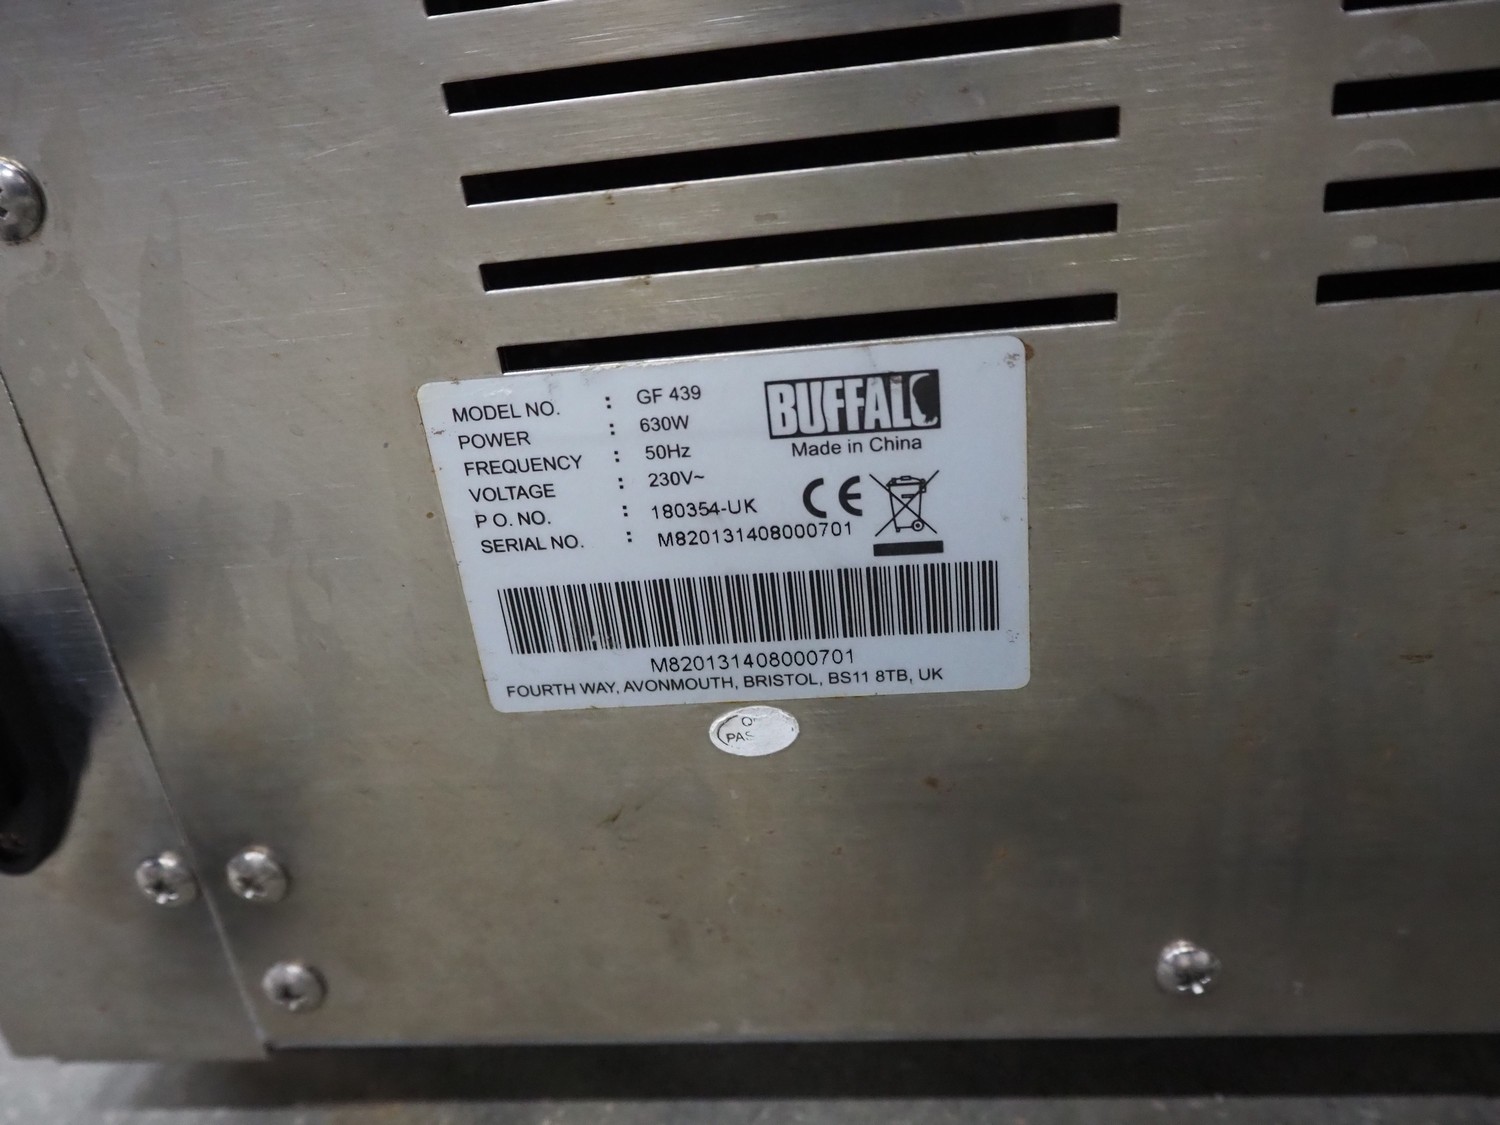 MODEL NO. : GF 439
POWER : 630W
FREQUENCY : 50Hz
VOLTAGE : 230V~
P O. NO. : 180354-UK
SERIAL NO. : M820131408000701
BUFFALO
Made in China
CE
M820131408000701
FOURTH WAY, AVONMOUTH, BRISTOL, BS11 8TB, UK